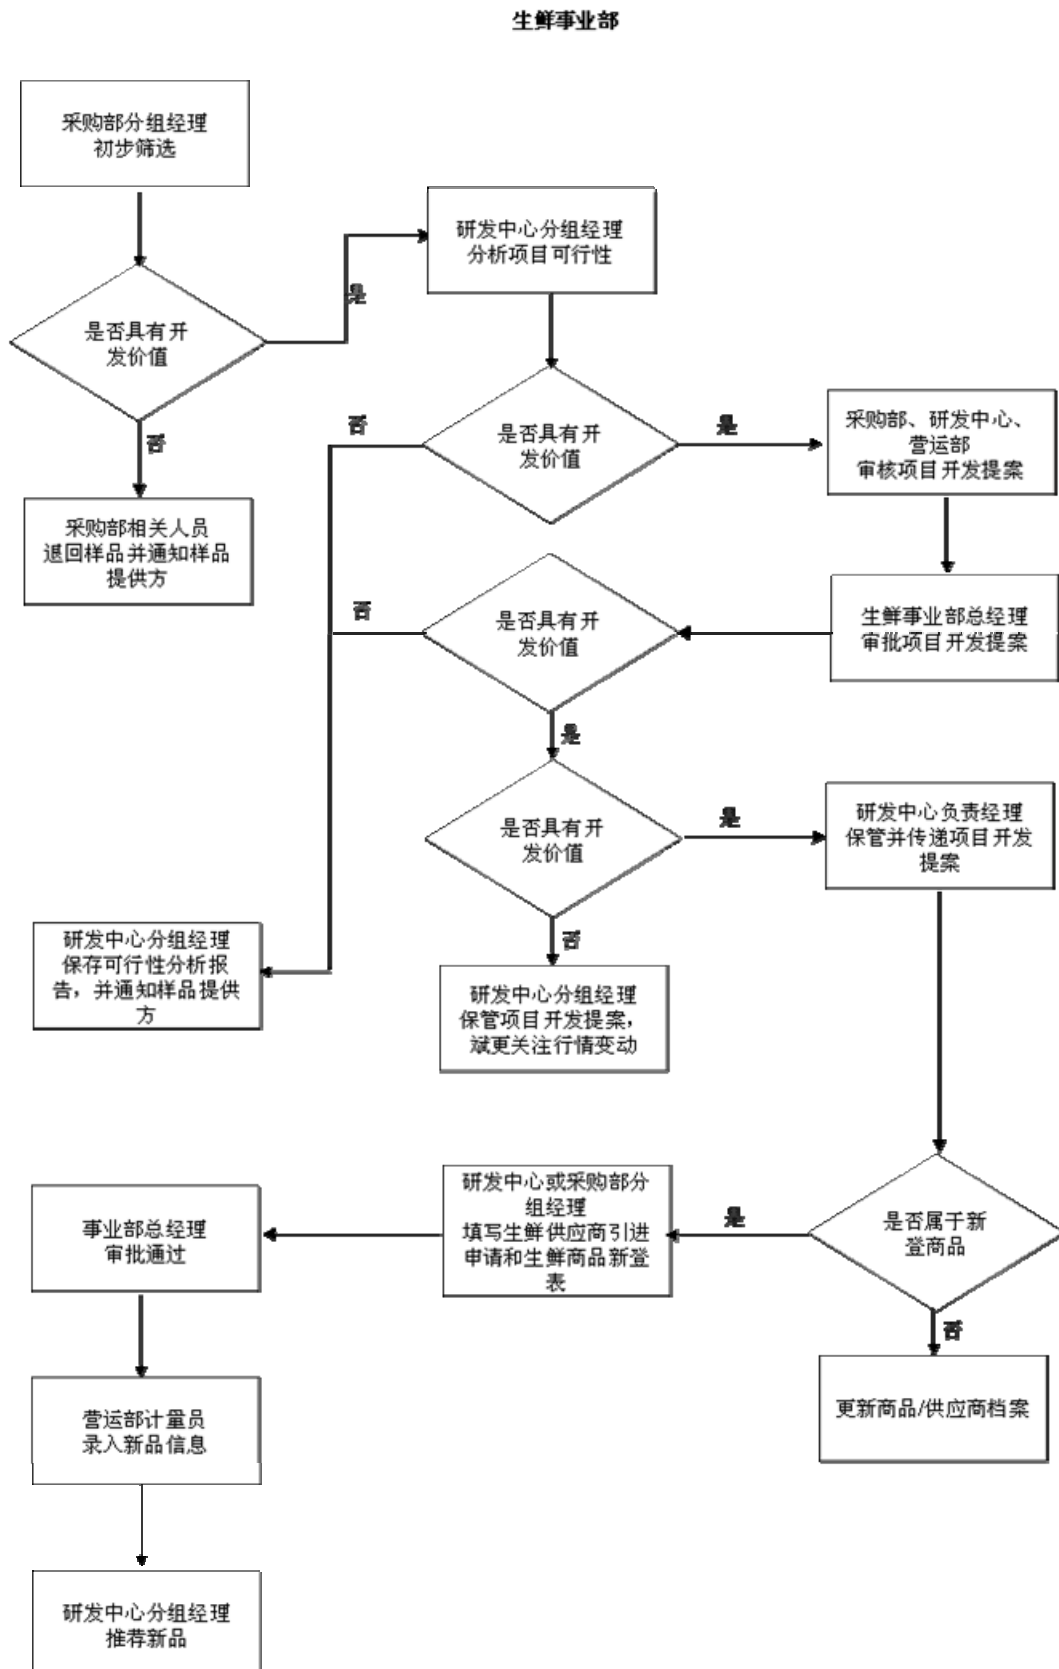 生鲜事业部
采购部分组经理
初步筛选
是否具有开
发价值
是
否
采购部相关人员
退回样品并通知样品
提供方
研发中心分组经理
分析项目可行性
是否具有开
发价值
否
是
采购部、研发中心、
营运部
审核项目开发提案
生鲜事业部总经理
审批项目开发提案
是否具有开
发价值
否
是
是否具有开
发价值
是
否
研发中心负责经理
保管并传递项目开发
提案
研发中心分组经理
保存可行性分析报
告，并通知样品提供
方
研发中心分组经理
保管项目开发提案，
斌更关注行情变动
是否属于新
登商品
是
否
研发中心或采购部分
组经理
填写生鲜供应商引进
申请和生鲜商品新登
表
事业部总经理
审批通过
更新商品/供应商档案
营运部计量员
录入新品信息
研发中心分组经理
推荐新品